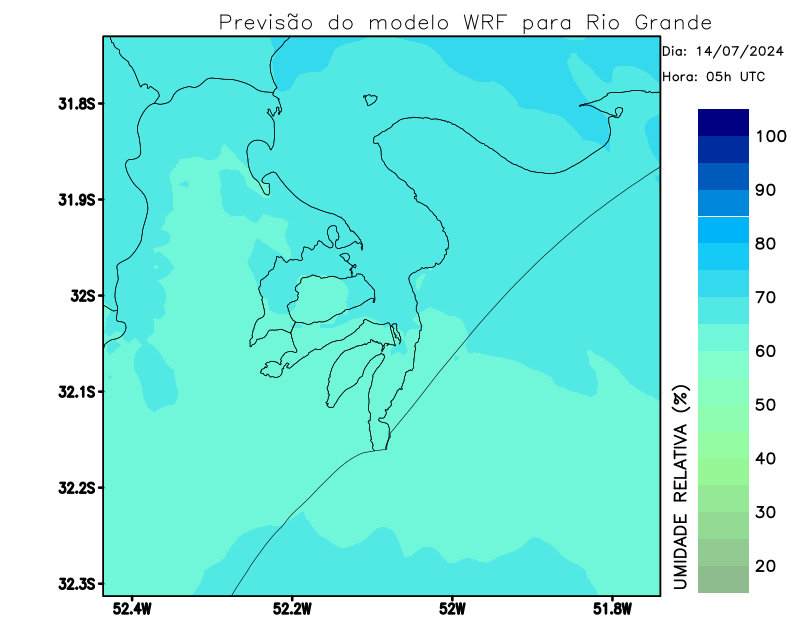 Previsão do modelo WRF para Rio Grande
Dia: 14/07/2024
Hora: 05h UTC
31.8S
31.9S
32S
32.1S
32.2S
32.3S
52.4W
52.2W
52W
51.8W
100
90
80
70
60
50
40
30
20
UMIDADE RELATIVA (%)